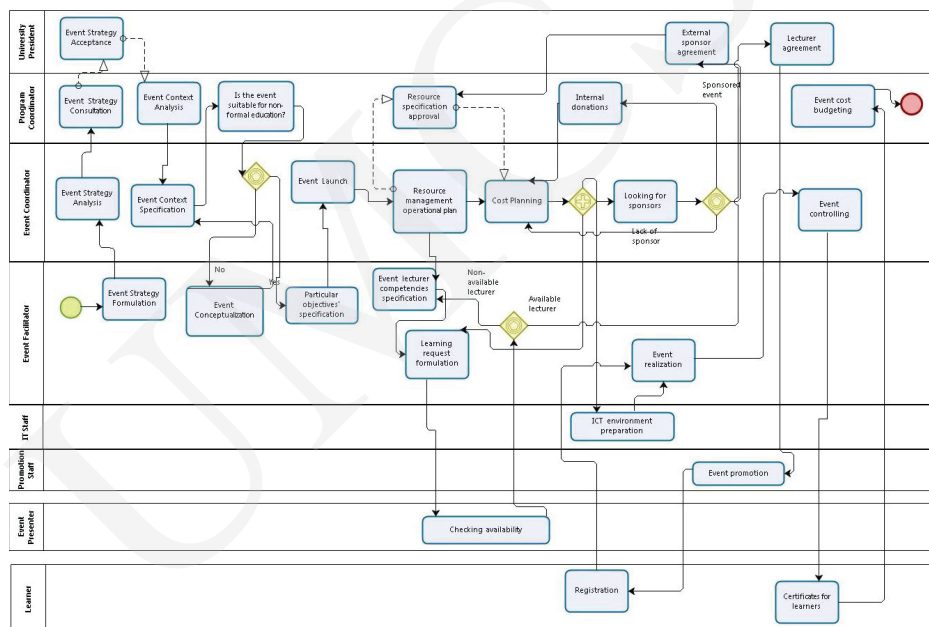 University
President
Event Strategy
Acceptance
External
sponsor
agreement
Lecturer
agreement
Program
Coordinator
Event Strategy
Consultation
Event Context
Analysis
Is the event
suitable for non-
formal education?
Resource
specification
approval
Internal
donations
Sponsored
event
Event cost
budgeting
Event Coordinator
Event Strategy
Analysis
Event Context
Specification
Event Launch
Resource
management
operational plan
Cost Planning
Looking for
sponsors
Lack of
sponsor
Event
controlling
Event Facilitator
Event Strategy
Formulation
No
Yes
Event
Conceptualization
Particular
objectives'
specification
Event lecturer
competencies
specification
Non-
available
lecturer
Available
lecturer
Learning
request
formulation
Event
realization
IT Staff
ICT environment
preparation
Promotion
Staff
Event promotion
Event
Presenter
Checking availability
Learner
Registration
Certificates for
learners
UMCS